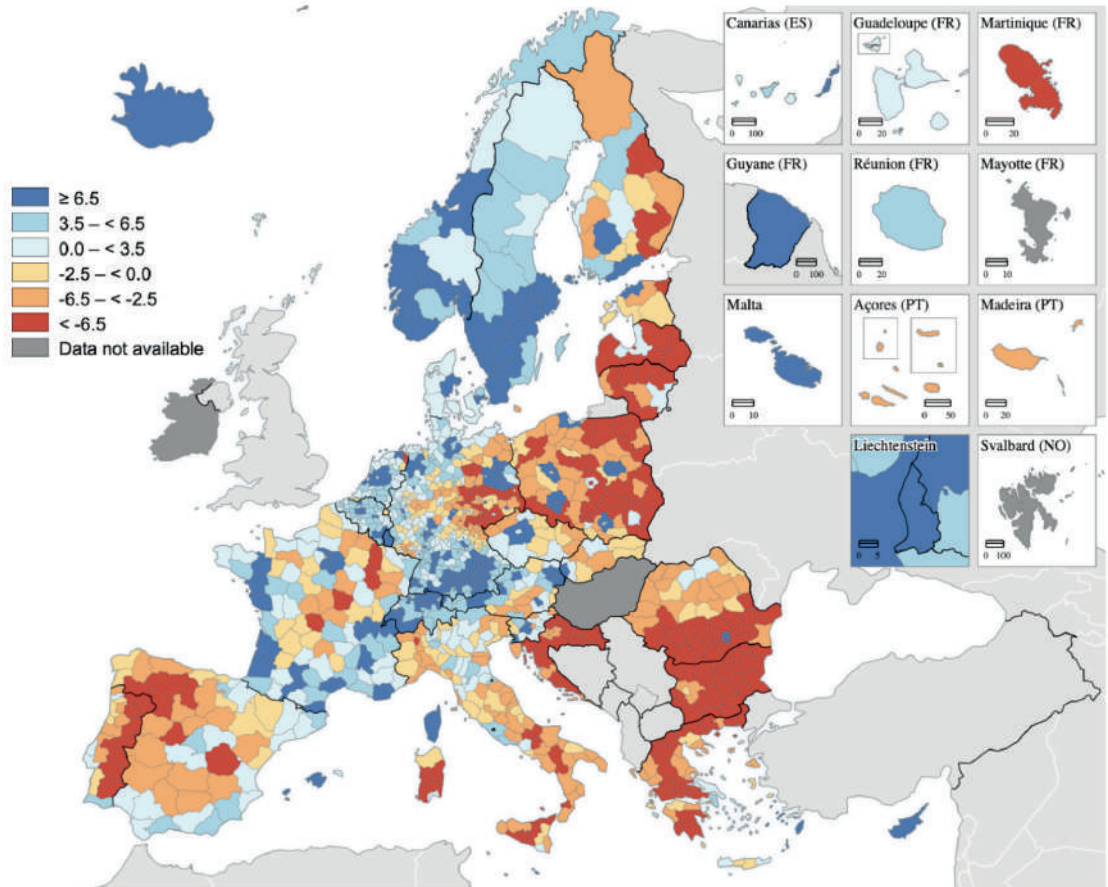 Canarias (ES)
0 100
Guadeloupe (FR)
0 20
Martinique (FR)
0 20
Guyane (FR)
0 100
Réunion (FR)
0 20
Mayotte (FR)
0 10
≥ 6.5
3.5 – < 6.5
0.0 – < 3.5
-2.5 – < 0.0
-6.5 – < -2.5
< -6.5
Data not available
Malta
0 10
Açores (PT)
0 50
Madeira (PT)
0 20
Liechtenstein
0 5
Svalbard (NO)
0 100